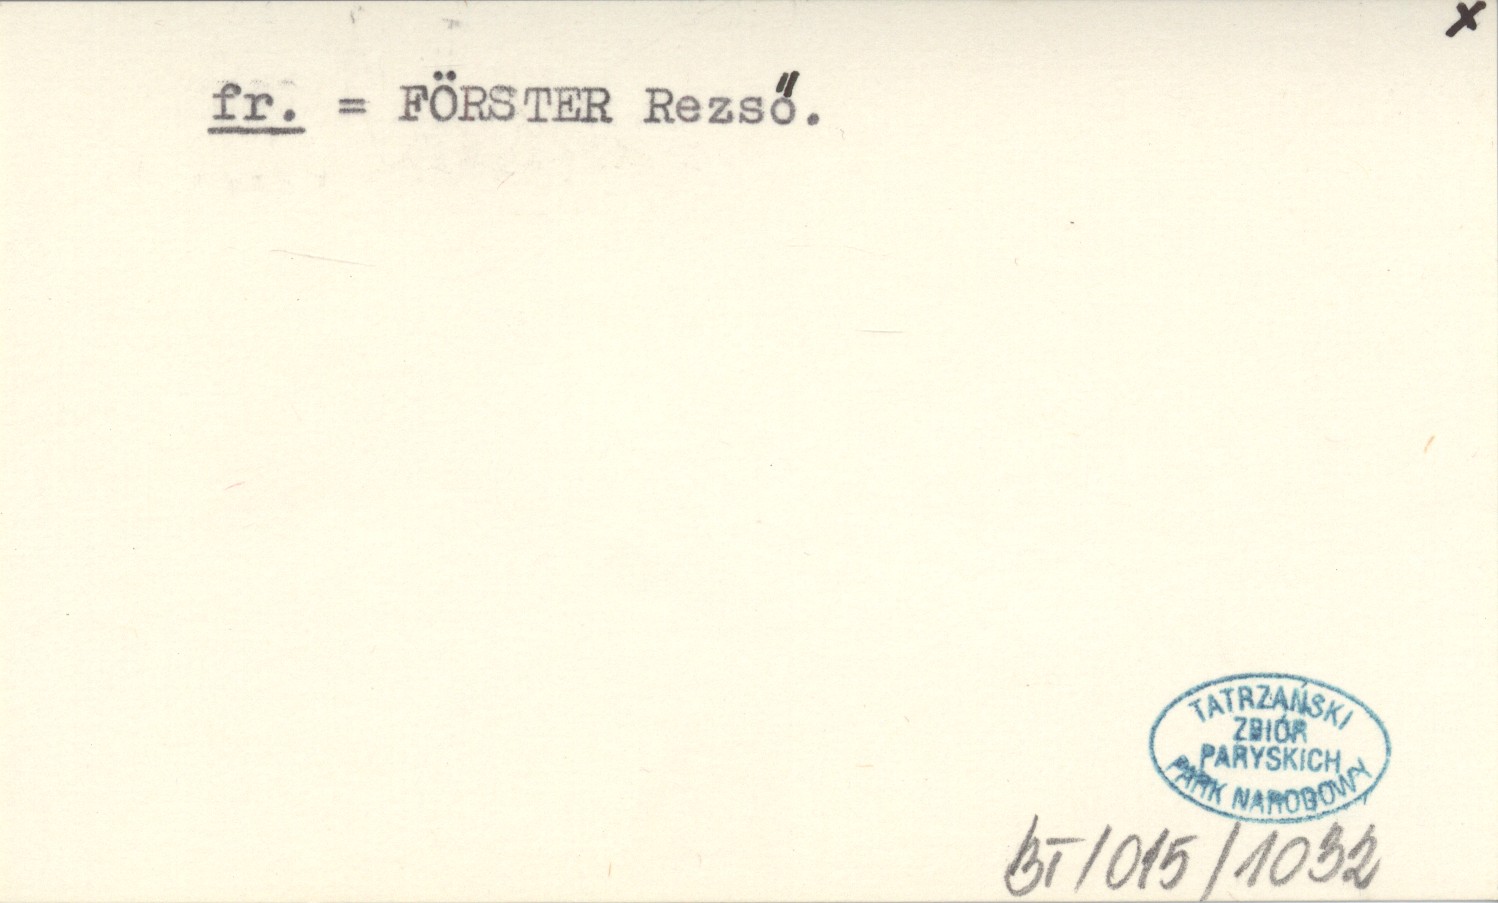 x
fr. = FÖRSTER Rezső.
TATRZAŃSKI
ZBIÓR
PARYSKICH
PARK NARODOWY
BT/015/1032